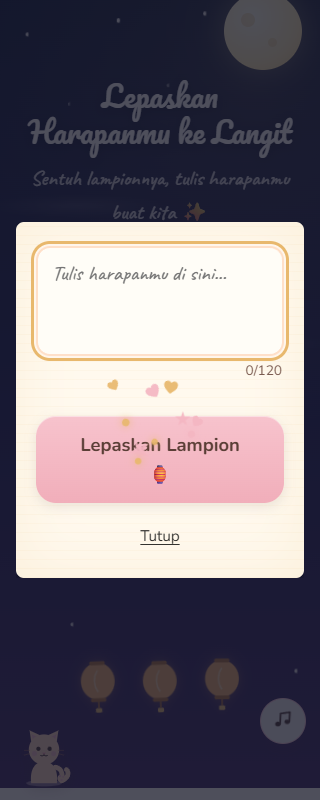 Lepaskan
Harapanmu ke Langit
Sentuh lampionnya, tulis harapanmu
buat kita ✨
Tulis harapanmu di sini...
0/120
Lepaskan Lampion
🏮
Tutup